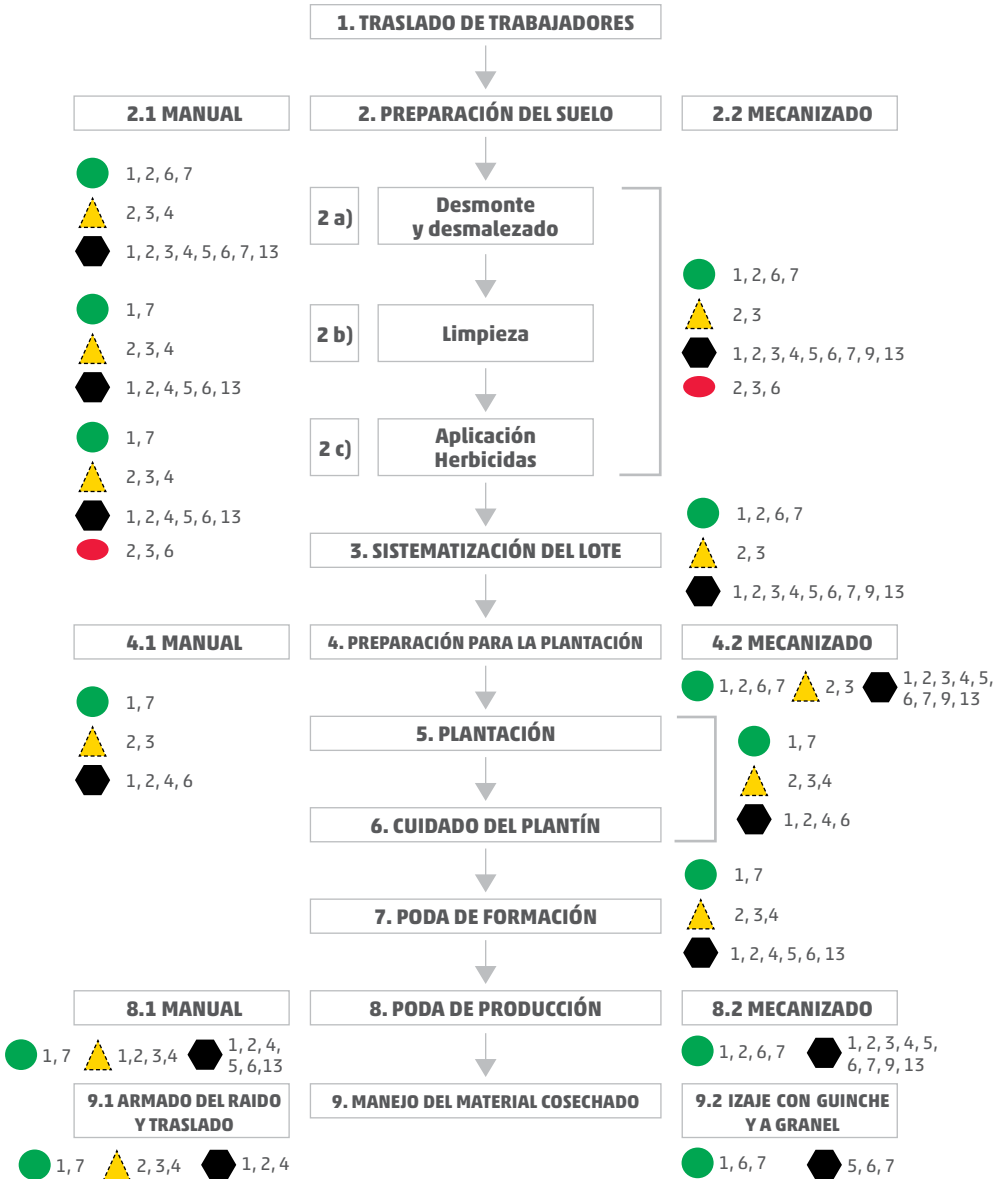 1. TRASLADO DE TRABAJADORES
2.1 MANUAL
2. PREPARACIÓN DEL SUELO
2.2 MECANIZADO
1, 2, 6, 7
2, 3, 4
1, 2, 3, 4, 5, 6, 7, 13
2 a)
Desmonte
y desmalezado
1, 7
2, 3, 4
1, 2, 4, 5, 6, 13
2 b)
Limpieza
1, 2, 6, 7
2, 3
1, 2, 3, 4, 5, 6, 7, 9, 13
2, 3, 6
1, 7
2, 3, 4
1, 2, 4, 5, 6, 13
2, 3, 6
2 c)
Aplicación
Herbicidas
3. SISTEMATIZACIÓN DEL LOTE
1, 2, 6, 7
2, 3
1, 2, 3, 4, 5, 6, 7, 9, 13
4.1 MANUAL
4. PREPARACIÓN PARA LA PLANTACIÓN
4.2 MECANIZADO
1, 2, 6, 7
2, 3
1, 2, 3, 4, 5,
6, 7, 9, 13
1, 7
2, 3
1, 2, 4, 6
5. PLANTACIÓN
1, 7
2, 3,4
1, 2, 4, 6
6. CUIDADO DEL PLANTÍN
7. PODA DE FORMACIÓN
1, 7
2, 3,4
1, 2, 4, 5, 6, 13
8.1 MANUAL
8. PODA DE PRODUCCIÓN
8.2 MECANIZADO
1, 7
1,2, 3,4
1, 2, 4,
5, 6,13
1, 2, 6, 7
1, 2, 3, 4, 5,
6, 7, 9, 13
9.1 ARMADO DEL RAIDO
Y TRASLADO
9. MANEJO DEL MATERIAL COSECHADO
9.2 IZAJE CON GUINCHE
Y A GRANEL
1, 7
2, 3,4
1, 2, 4
1, 6, 7
5, 6, 7